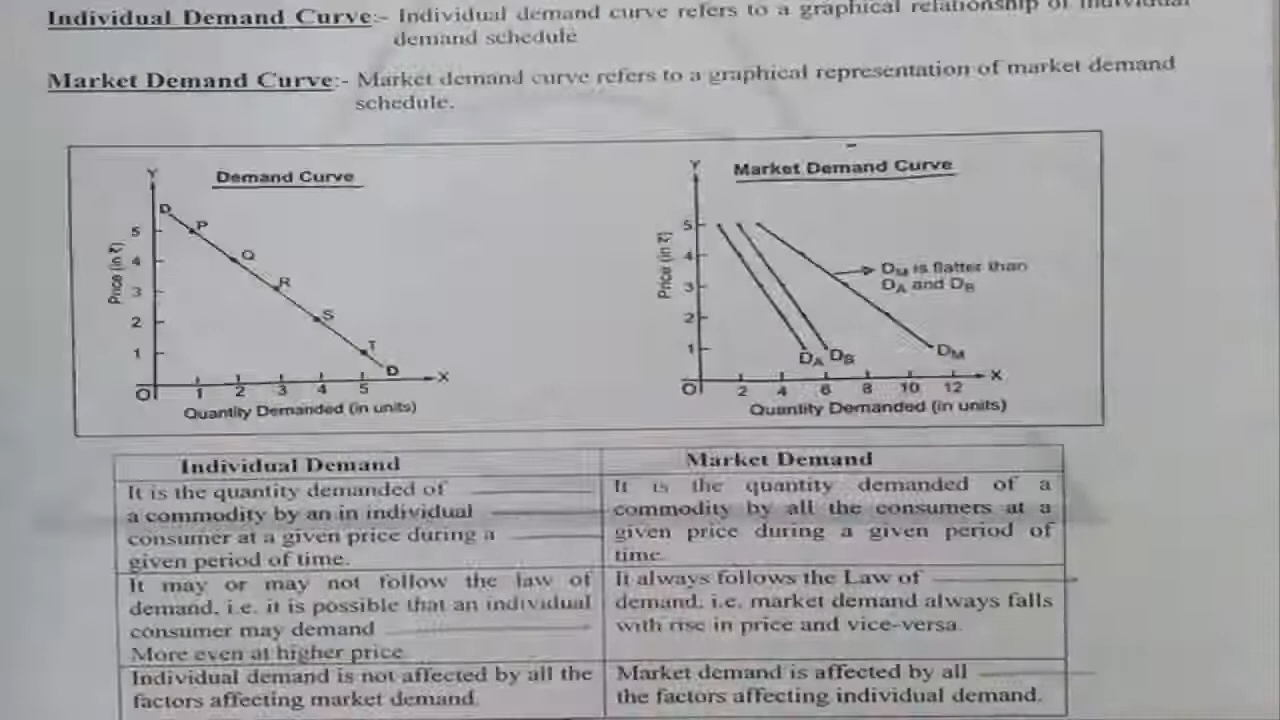 Individual Demand Curve:- Individual demand curve refers to a graphical relationship of individual
demand schedule
Market Demand Curve:- Market demand curve refers to a graphical representation of market demand
schedule.
Demand Curve
Y
Price (in ₹)
5
4
3
2
1
O
1 2 3 4 5
X
D
P
Q
R
S
T
D
Quantity Demanded (in units)
Market Demand Curve
Y
Price (in ₹)
5
4
3
2
1
O
2 4 6 8 10 12
X
DM is flatter than
DA and DB
DA DB
DM
Quantity Demanded (in units)
Individual Demand
It is the quantity demanded of
a commodity by an in individual
consumer at a given price during a
given period of time.
It may or may not follow the law of
demand, i.e. it is possible that an individual
consumer may demand
More even at higher price.
Individual demand is not affected by all the
factors affecting market demand.
Market Demand
It is the quantity demanded of a
commodity by all the consumers at a
given price during a given period of
time.
It always follows the Law of
demand, i.e. market demand always falls
with rise in price and vice-versa.
Market demand is affected by all
the factors affecting individual demand.